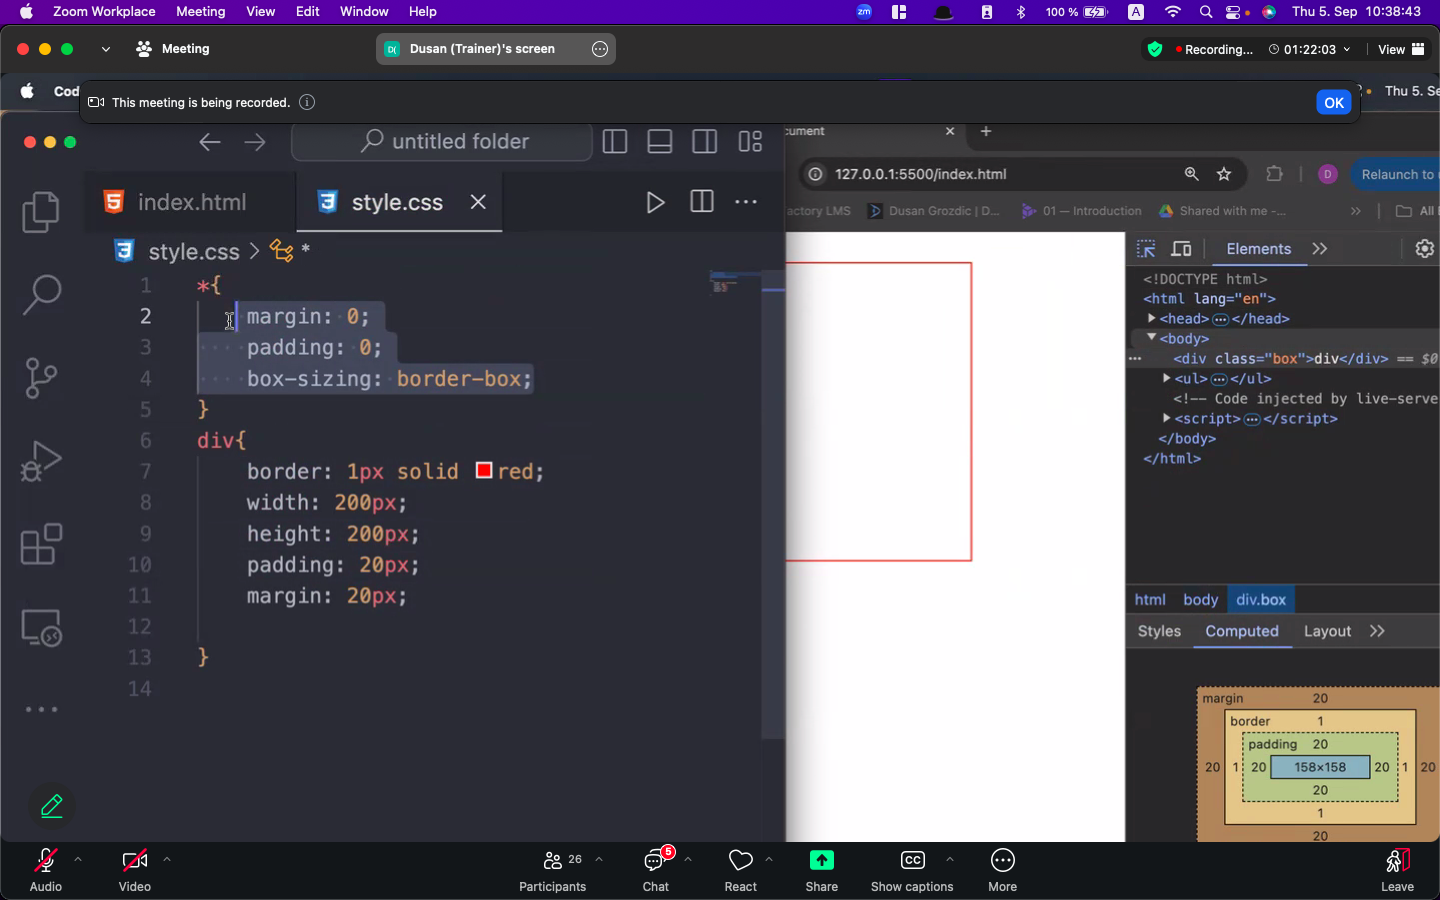 Zoom Workplace Meeting View Edit Window Help zm 100 % A Thu 5. Sep 10:38:43
Meeting D( Dusan (Trainer)'s screen Recording... 01:22:03 View
Cod Thu 5. Se
This meeting is being recorded. OK
untitled folder
cument
127.0.0.1:5500/index.html D Relaunch to u
index.html style.css
actory LMS Dusan Grozdic | D... 01 — Introduction Shared with me -... » All
style.css > *
Elements »
1 *{
2 margin: 0;
3 padding: 0;
4 box-sizing: border-box;
5 }
6 div{
7 border: 1px solid red;
8 width: 200px;
9 height: 200px;
10 padding: 20px;
11 margin: 20px;
12
13 }
14
<!DOCTYPE html>
<html lang="en">
<head>⋯</head>
<body>
<div class="box">div</div> == $0
<ul>⋯</ul>
<!-- Code injected by live-serve
<script>⋯</script>
</body>
</html>
html body div.box
Styles Computed Layout »
margin 20
border 1
padding 20
20 1 20 158×158 20 1 20
20
1
20
26 5 CC
Audio Video Participants Chat React Share Show captions More Leave